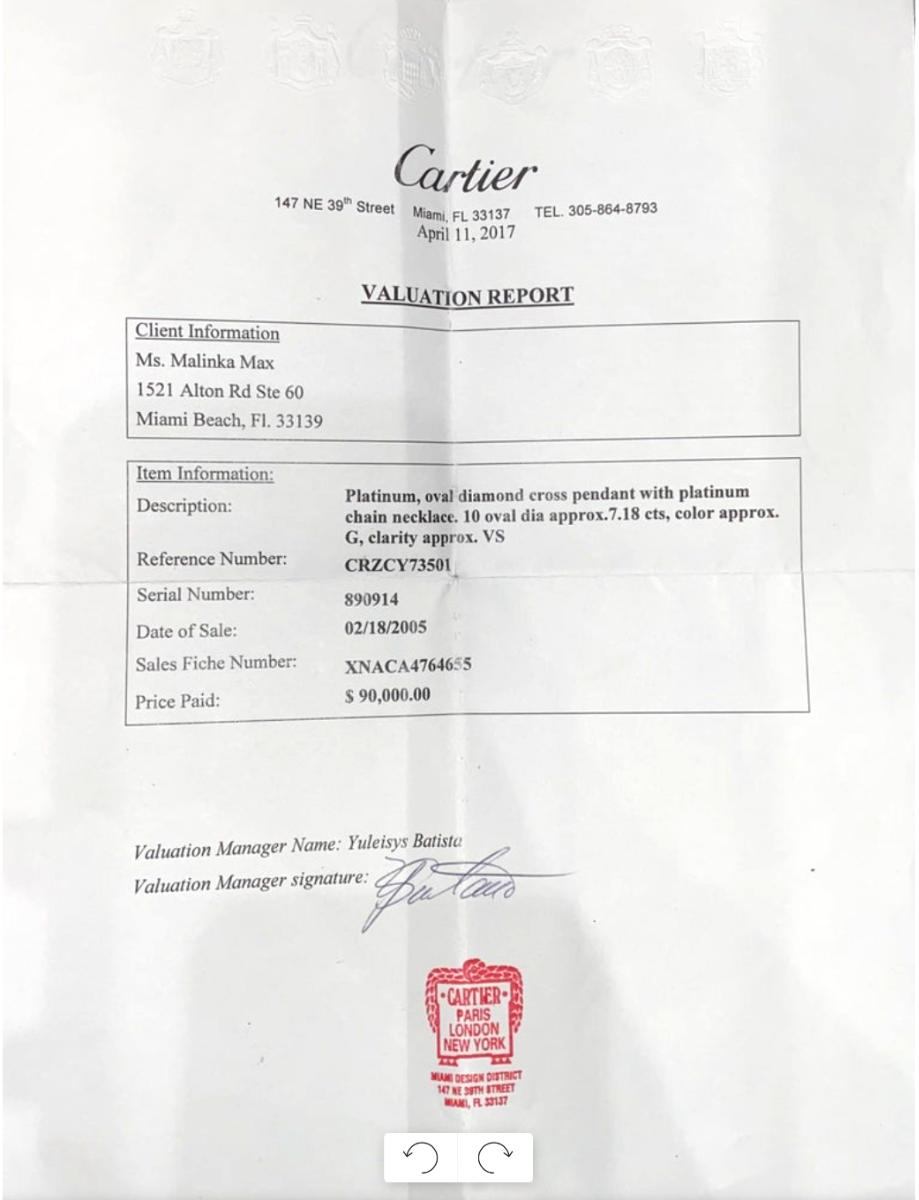 Cartier
147 NE 39th Street Miami, FL 33137 TEL. 305-864-8793
April 11, 2017
VALUATION REPORT
Client Information
Ms. Malinka Max
1521 Alton Rd Ste 60
Miami Beach, Fl. 33139
Item Information:
Description: Platinum, oval diamond cross pendant with platinum
chain necklace. 10 oval dia approx.7.18 cts, color approx.
G, clarity approx. VS
Reference Number: CRZCY73501
Serial Number: 890914
Date of Sale: 02/18/2005
Sales Fiche Number: XNACA4764655
Price Paid: $ 90,000.00
Valuation Manager Name: Yuleisys Batista
Valuation Manager signature:
·CARTIER·
PARIS
LONDON
NEW YORK
MIAMI DESIGN DISTRICT
147 NE 39TH STREET
MIAMI, FL 33137